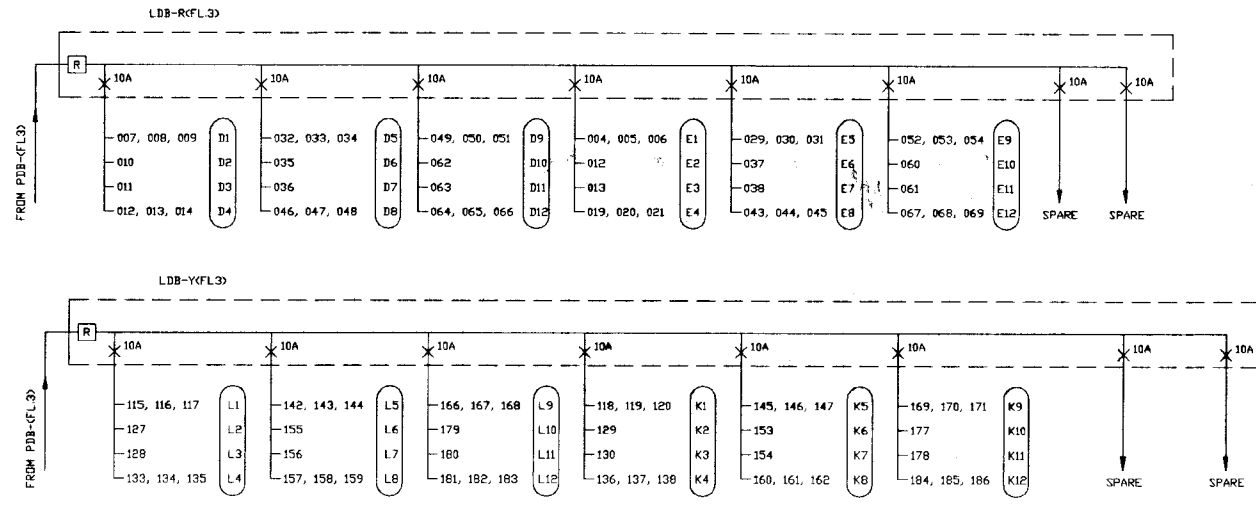 LDB-R(FL.3)
R
10A 10A 10A 10A 10A 10A 10A 10A
FROM PDB-(FL.3)
007, 008, 009 D1 032, 033, 034 D5 049, 050, 051 D9 004, 005, 006 E1 029, 030, 031 E5 052, 053, 054 E9
010 D2 035 D6 062 D10 012 E2 037 E6 060 E10
011 D3 036 D7 063 D11 013 E3 038 E7 061 E11
012, 013, 014 D4 046, 047, 048 D8 064, 065, 066 D12 019, 020, 021 E4 043, 044, 045 E8 067, 068, 069 E12
SPARE SPARE
LDB-Y(FL.3)
R
10A 10A 10A 10A 10A 10A 10A 10A
FROM PDB-(FL.3)
115, 116, 117 L1 142, 143, 144 L5 166, 167, 168 L9 118, 119, 120 K1 145, 146, 147 K5 169, 170, 171 K9
127 L2 155 L6 179 L10 129 K2 153 K6 177 K10
128 L3 156 L7 180 L11 130 K3 154 K7 178 K11
133, 134, 135 L4 157, 158, 159 L8 181, 182, 183 L12 136, 137, 138 K4 160, 161, 162 K8 184, 185, 186 K12
SPARE SPARE